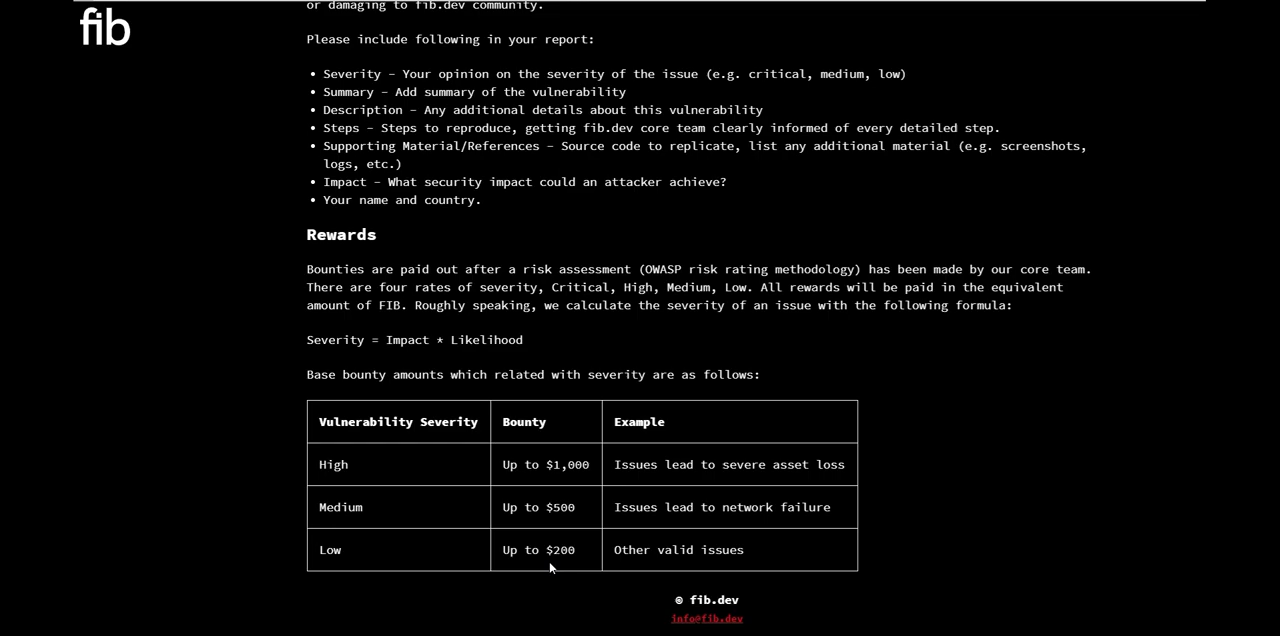 or damaging to fib.dev community.
fib
Please include following in your report:
• Severity – Your opinion on the severity of the issue (e.g. critical, medium, low)
• Summary – Add summary of the vulnerability
• Description – Any additional details about this vulnerability
• Steps – Steps to reproduce, getting fib.dev core team clearly informed of every detailed step.
• Supporting Material/References – Source code to replicate, list any additional material (e.g. screenshots,
logs, etc.)
• Impact – What security impact could an attacker achieve?
• Your name and country.
Rewards
Bounties are paid out after a risk assessment (OWASP risk rating methodology) has been made by our core team.
There are four rates of severity, Critical, High, Medium, Low. All rewards will be paid in the equivalent
amount of FIB. Roughly speaking, we calculate the severity of an issue with the following formula:
Severity = Impact * Likelihood
Base bounty amounts which related with severity are as follows:
Vulnerability Severity Bounty Example
High Up to $1,000 Issues lead to severe asset loss
Medium Up to $500 Issues lead to network failure
Low Up to $200 Other valid issues
© fib.dev
info@fib.dev